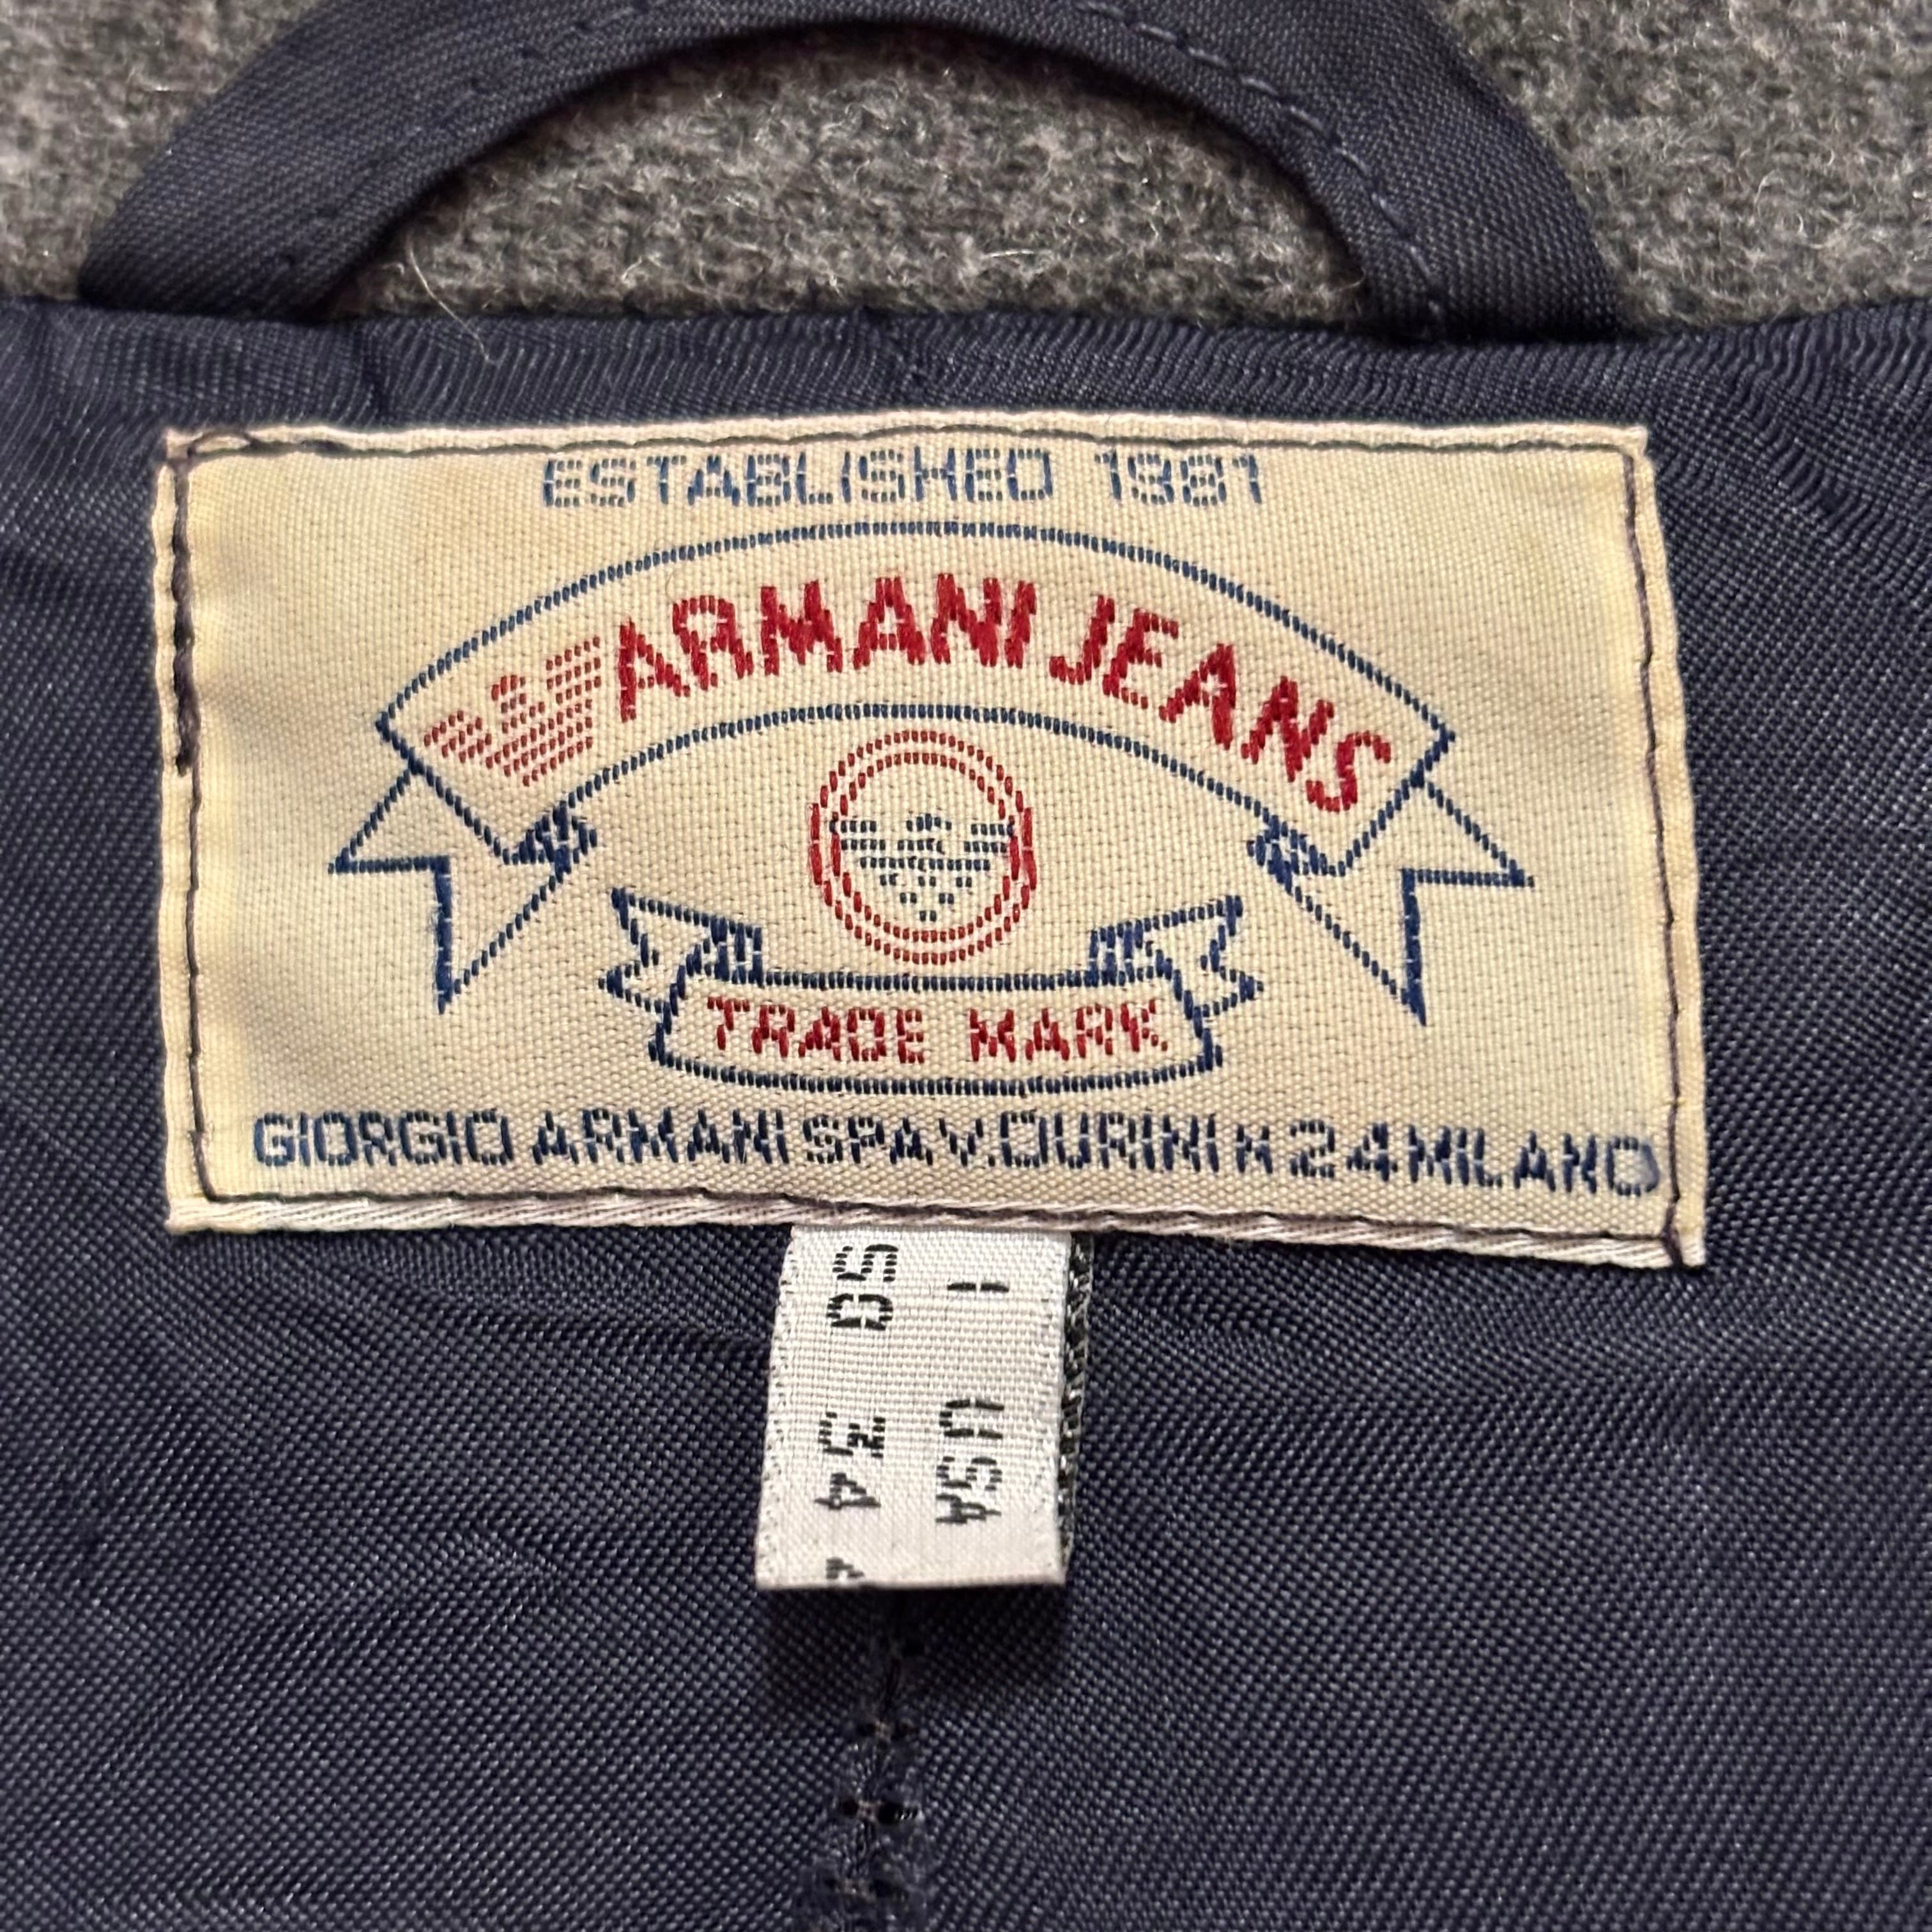 ESTABLISHED 1981
ARMANI JEANS
TRADE MARK
GIORGIO ARMANI SPA V.DURINI N 24 MILANO
I USA
50 34